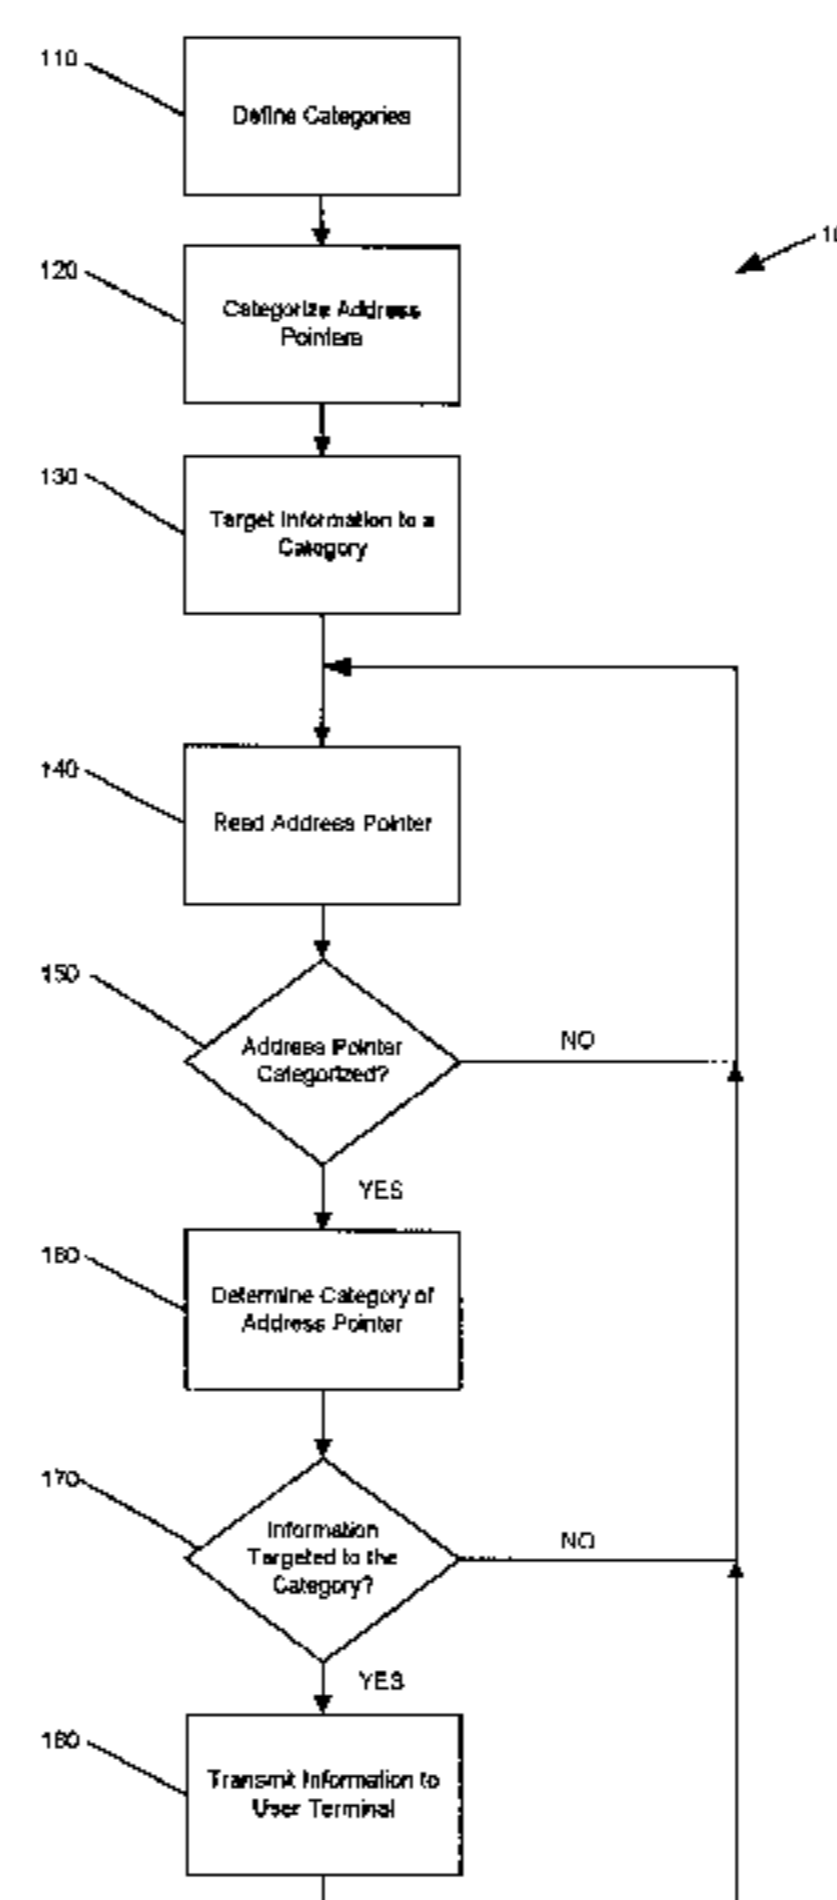 110
Define Categories
10
120
Categorize Address
Pointers
130
Target Information to a
Category
140
Read Address Pointer
150
Address Pointer
Categorized?
NO
YES
160
Determine Category of
Address Pointer
170
Information
Targeted to the
Category?
NO
YES
180
Transmit Information to
User Terminal